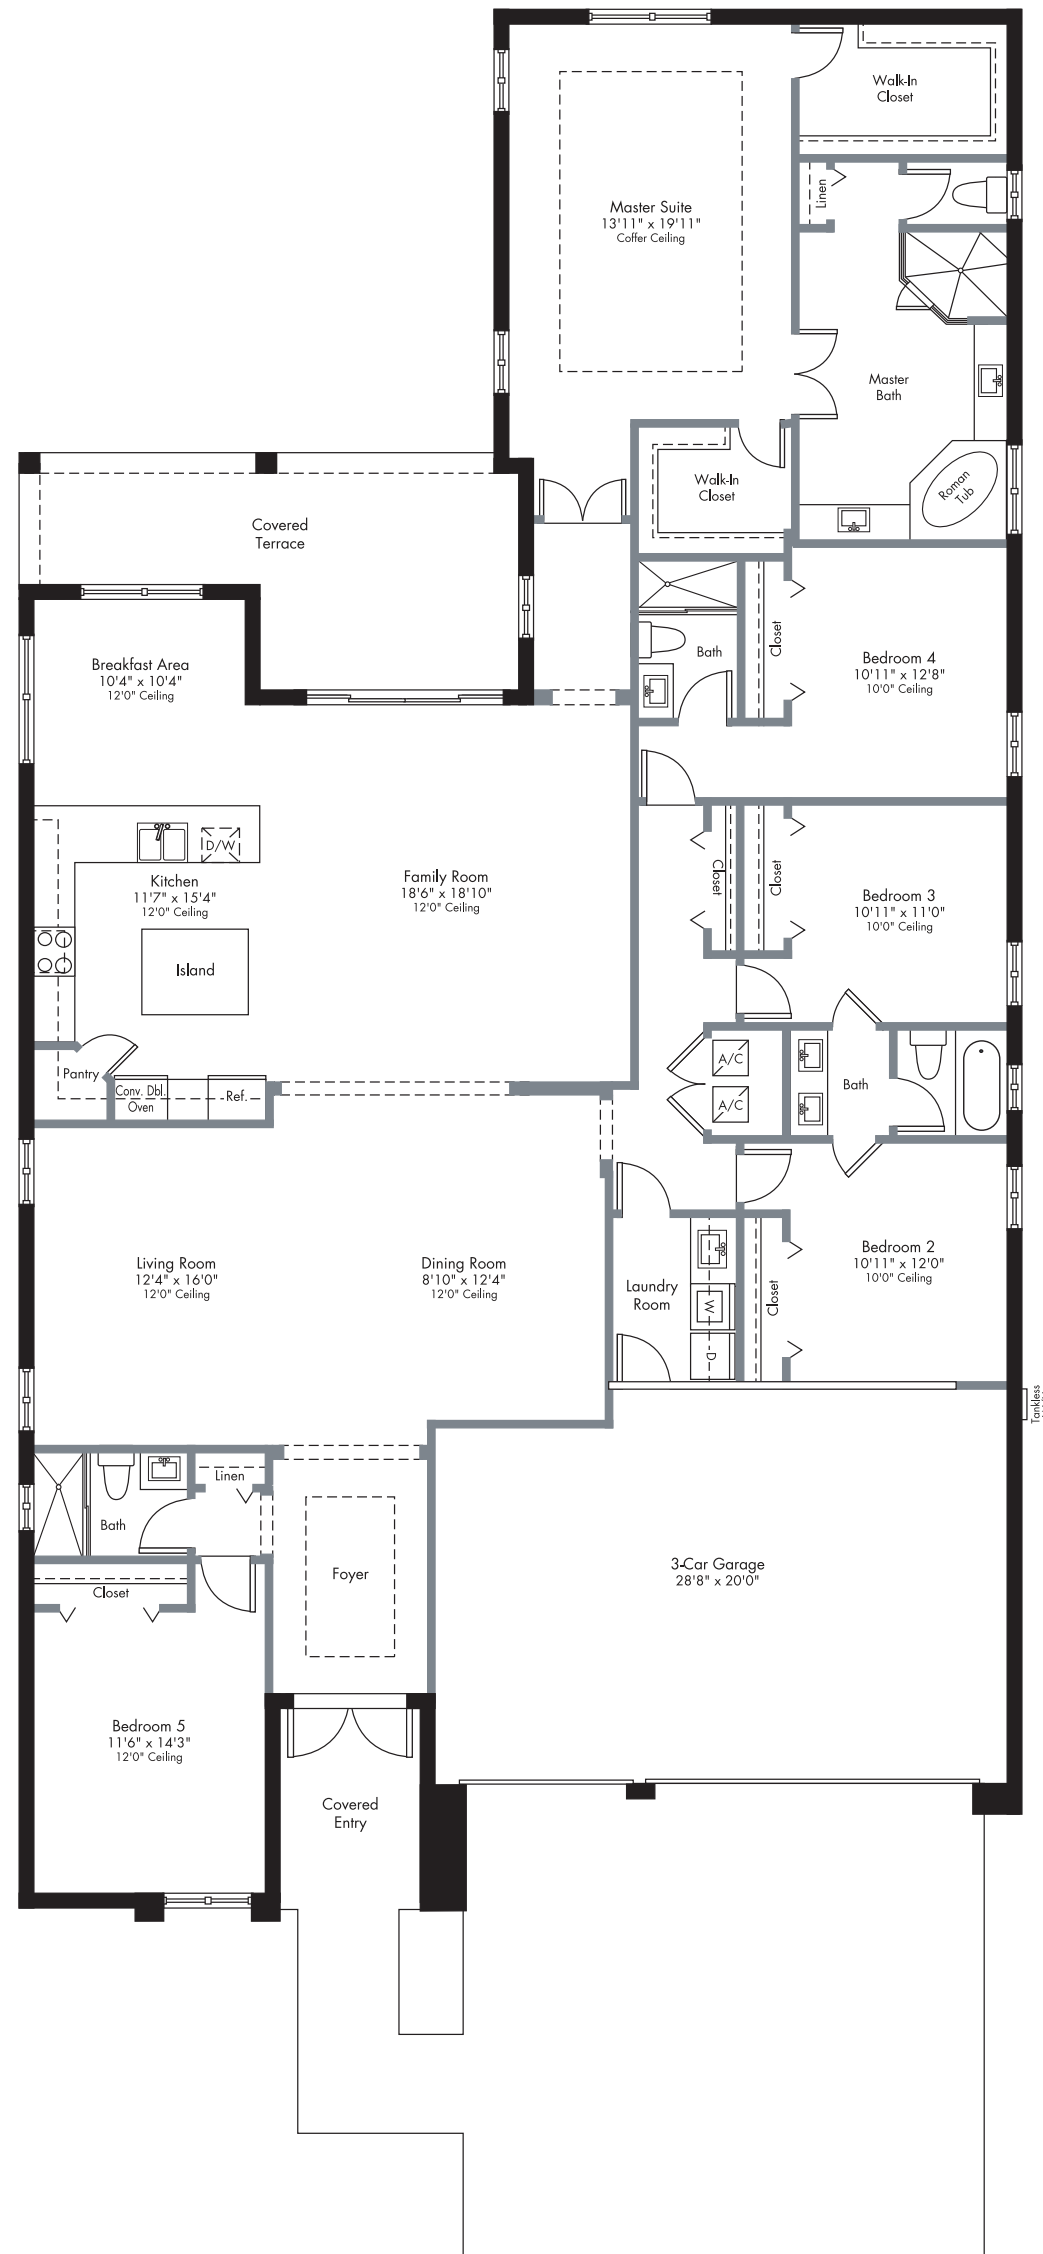 Walk-In
Closet
Linen
Master Suite
13'11" x 19'11"
Coffer Ceiling
Master
Bath
Walk-In
Closet
Roman
Tub
Covered
Terrace
Breakfast Area
10'4" x 10'4"
12'0" Ceiling
Bath
Closet
Bedroom 4
10'11" x 12'8"
10'0" Ceiling
D/W
Kitchen
11'7" x 15'4"
12'0" Ceiling
Family Room
18'6" x 18'10"
12'0" Ceiling
Closet
Closet
Bedroom 3
10'11" x 11'0"
10'0" Ceiling
Island
Pantry
Conv. Dbl.
Oven
Ref.
A/C
A/C
Bath
Living Room
12'4" x 16'0"
12'0" Ceiling
Dining Room
8'10" x 12'4"
12'0" Ceiling
Laundry
Room
W
D
Closet
Bedroom 2
10'11" x 12'0"
10'0" Ceiling
Tankless
Linen
Bath
Closet
Foyer
3-Car Garage
28'8" x 20'0"
Bedroom 5
11'6" x 14'3"
12'0" Ceiling
Covered
Entry